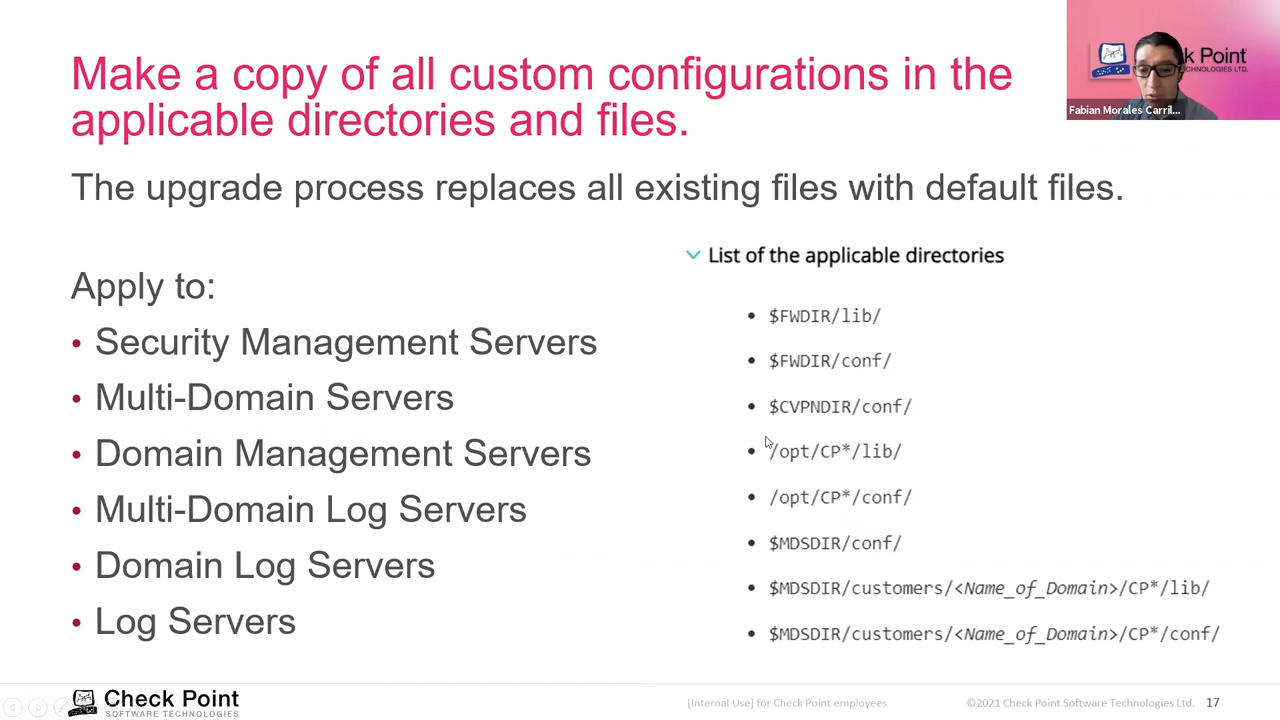 Make a copy of all custom configurations in the
applicable directories and files.
ck Point
TECHNOLOGIES LTD.
Fabian Morales Carril...
The upgrade process replaces all existing files with default files.
Apply to:
• Security Management Servers
• Multi-Domain Servers
• Domain Management Servers
• Multi-Domain Log Servers
• Domain Log Servers
• Log Servers
List of the applicable directories
• $FWDIR/lib/
• $FWDIR/conf/
• $CVPNDIR/conf/
• /opt/CP*/lib/
• /opt/CP*/conf/
• $MDSDIR/conf/
• $MDSDIR/customers/<Name_of_Domain>/CP*/lib/
• $MDSDIR/customers/<Name_of_Domain>/CP*/conf/
Check Point
SOFTWARE TECHNOLOGIES
[Internal Use] for Check Point employees
©2021 Check Point Software Technologies Ltd.
17